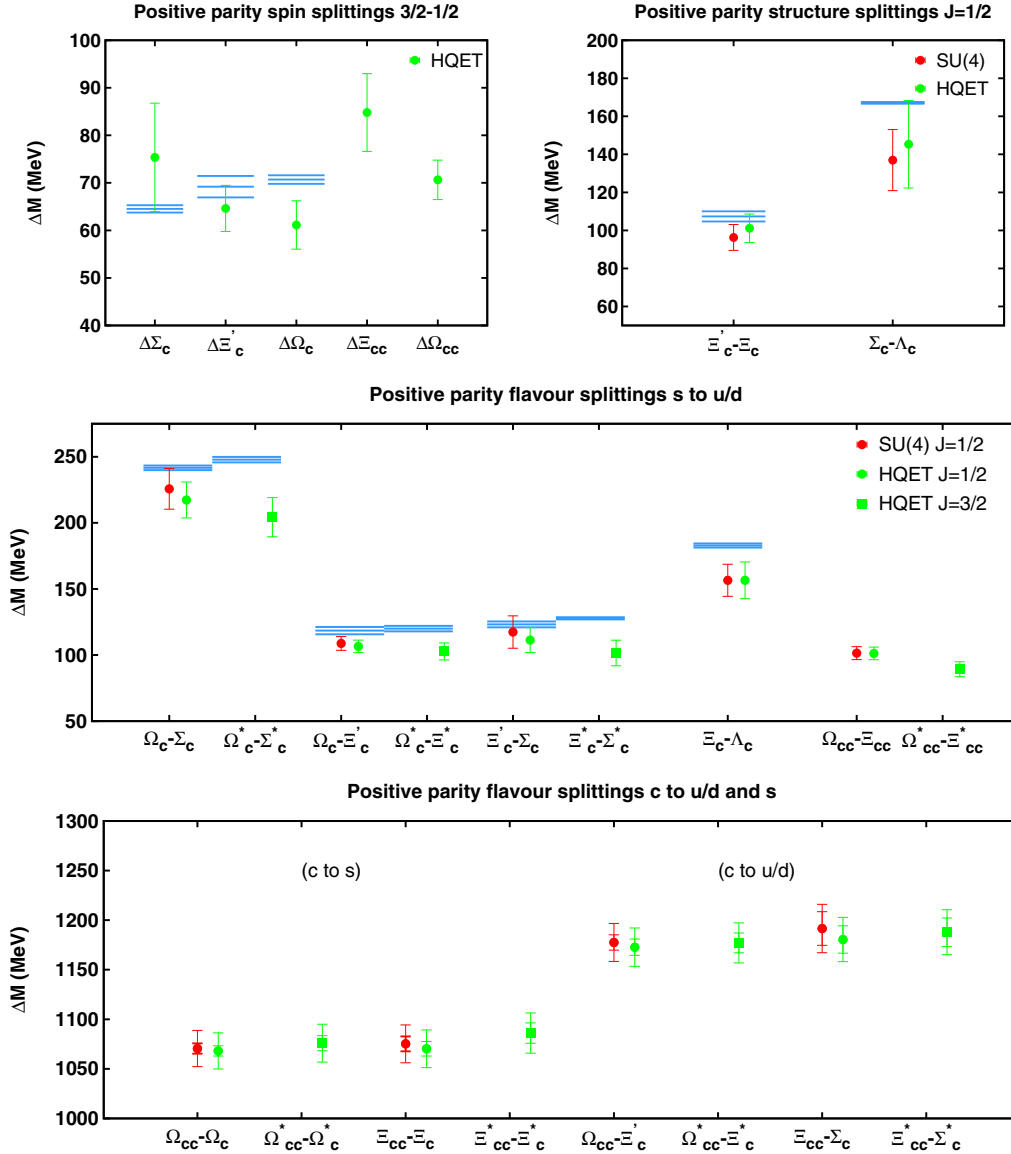 Positive parity spin splittings 3/2-1/2
HQET
ΔM (MeV)
100
90
80
70
60
50
40
ΔΣc ΔΞ'c ΔΩc ΔΞcc ΔΩcc
Positive parity structure splittings J=1/2
SU(4)
HQET
ΔM (MeV)
200
180
160
140
120
100
80
60
Ξ'c-Ξc Σc-Λc
Positive parity flavour splittings s to u/d
SU(4) J=1/2
HQET J=1/2
HQET J=3/2
ΔM (MeV)
250
200
150
100
50
Ωc-Σc Ω*c-Σ*c Ωc-Ξ'c Ω*c-Ξ*c Ξ'c-Σc Ξ*c-Σ*c Ξc-Λc Ωcc-Ξcc Ω*cc-Ξ*cc
Positive parity flavour splittings c to u/d and s
(c to s) (c to u/d)
ΔM (MeV)
1300
1250
1200
1150
1100
1050
1000
Ωcc-Ωc Ω*cc-Ω*c Ξcc-Ξc Ξ*cc-Ξ*c Ωcc-Ξ'c Ω*cc-Ξ*c Ξcc-Σc Ξ*cc-Σ*c